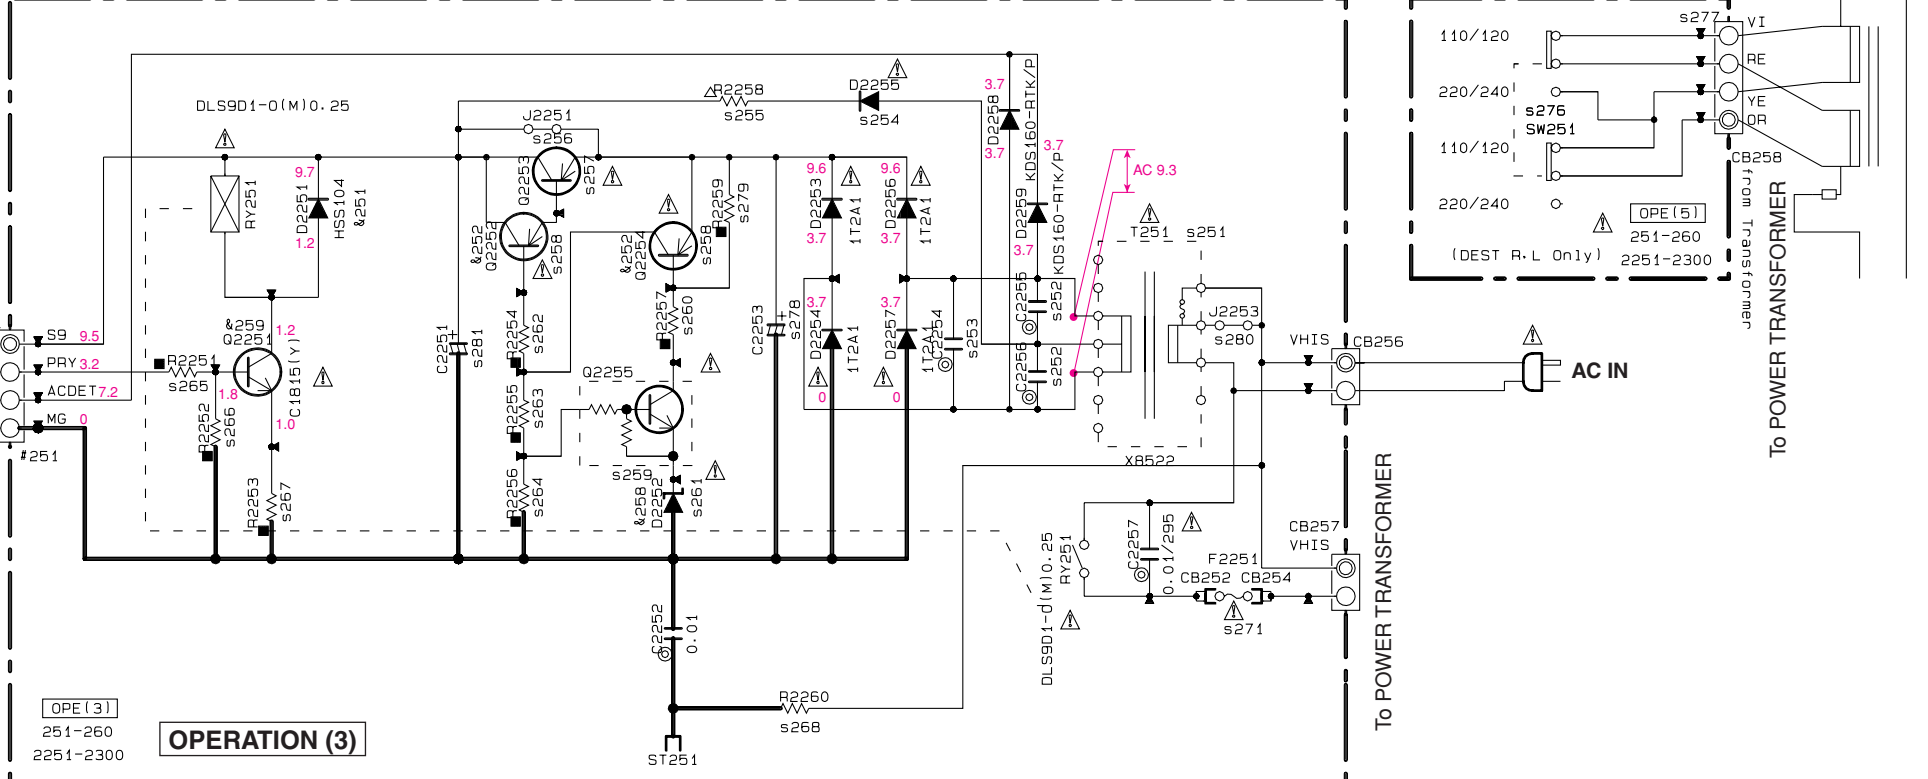 DLS9D1-O(M)0.25
RY251
9.7
D2251
1.2
HSS104
&251
S9 9.5
PRY 3.2
ACDET 7.2
MG 0
#251
R2251
s265
1.8
R2252
s266
&259
Q2251
1.2
C1815(Y)
1.0
R2253
s267
J2251
s256
Q2253
s257
&252
Q2252
s258
C2251
+
s281
R2254
s262
R2255
s263
R2256
s264
R2258
s255
D2255
s254
&252
Q2254
s258
R2259
s279
R2257
s260
Q2255
s259
&258
D2252
s261
C2253
+
s278
9.6
D2253
3.7
1T2A1
9.6
D2256
3.7
1T2A1
3.7
D2254
0
1T2A1
3.7
D2257
0
1T2A1
C2254
s253
3.7
D2258
3.7
KDS160-RTK/P
3.7
D2259
3.7
KDS160-RTK/P
C2255
s252
C2256
s252
AC 9.3
T251
s251
XB522
J2253
s280
VHIS
CB256
AC IN
CB257
VHIS
DLS9D1-O(M)0.25
RY251
C2257
0.01/295
F2251
CB252 CB254
s271
C2252
0.01
R2260
s268
ST251
To POWER TRANSFORMER
OPE(3)
251-260
2251-2300
OPERATION (3)
110/120
220/240
110/120
220/240
s276
SW251
s277
VI
RE
YE
OR
CB258
from Transformer
To POWER TRANSFORMER
OPE(5)
251-260
2251-2300
(DEST R.L Only)